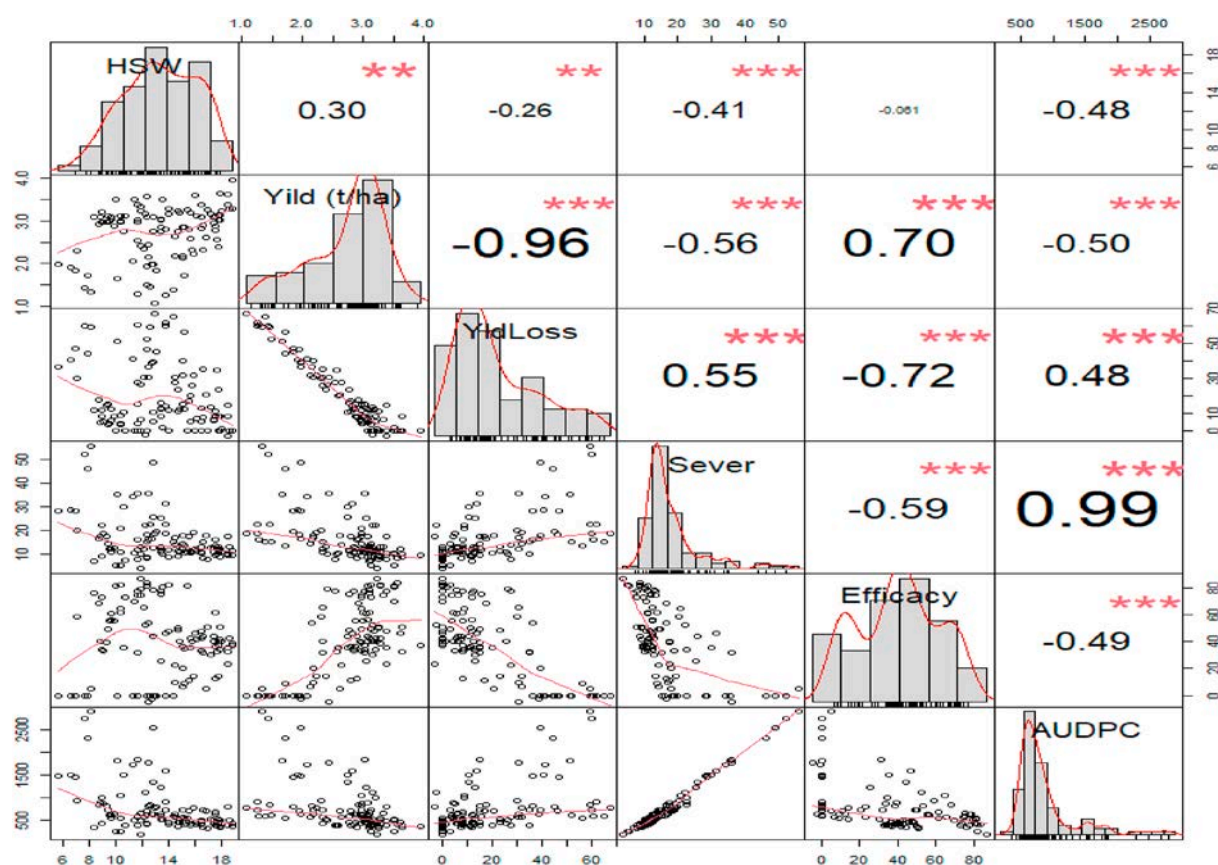 1.0 2.0 3.0 4.0 10 20 30 40 50 500 1500 2500
HSW ** ** *** ***
0.30 -0.26 -0.41 -0.061 -0.48
6 8 10 12 14 16 18
Yild (t/ha) *** *** *** ***
-0.96 -0.56 0.70 -0.50
1.0 2.0 3.0 4.0
YldLoss *** *** ***
0.55 -0.72 0.48
0 10 30 50 70
Sever *** ***
-0.59 0.99
10 20 30 40 50
Efficacy ***
-0.49
0 20 40 60 80
AUDPC
500 1500 2500
6 8 10 14 18 0 20 40 60 0 20 40 60 80